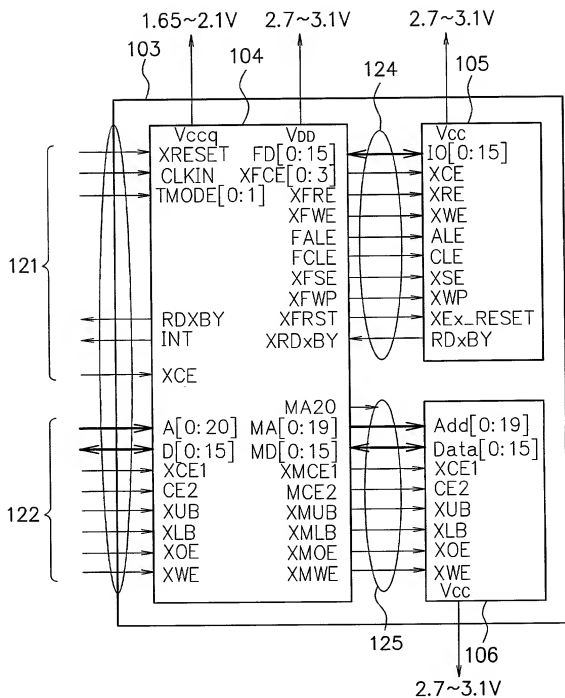 1.65~2.1V 2.7~3.1V 2.7~3.1V
103 104 124 105
Vccq VDD Vcc
XRESET FD[0:15] IO[0:15]
CLKIN XFCE[0:3] XCE
TMODE[0:1] XFRE XRE
XFWE XWE
FALE ALE
121 FCLE CLE
XFSE XSE
XFWP XWP
RDXBY XFRST XEx_RESET
INT XRDxBY RDxBY
XCE
MA20
A[0:20] MA[0:19] Add[0:19]
D[0:15] MD[0:15] Data[0:15]
XCE1 XMCE1 XCE1
122 CE2 MCE2 CE2
XUB XMUB XUB
XLB XMLB XLB
XOE XMOE XOE
XWE XMWE XWE
Vcc
125 106
2.7~3.1V